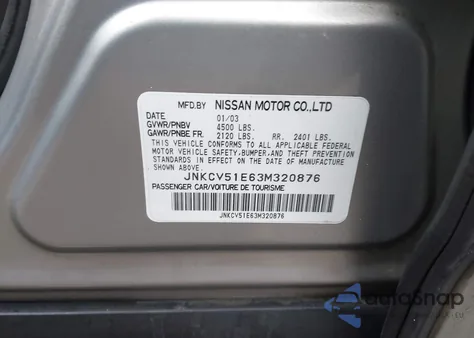 MFD.BY NISSAN MOTOR CO.,LTD
DATE 01/03
GVWR/PNBV 4500 LBS.
GAWR/PNBE FR. 2120 LBS. RR. 2401 LBS.
THIS VEHICLE CONFORMS TO ALL APPLICABLE FEDERAL
MOTOR VEHICLE SAFETY,BUMPER,AND THEFT PREVENTION
STANDARDS IN EFFECT ON THE DATE OF MANUFACTURE
SHOWN ABOVE.
JNKCV51E63M320876
PASSENGER CAR/VOITURE DE TOURISME
JNKCV51E63M320876
autosnap